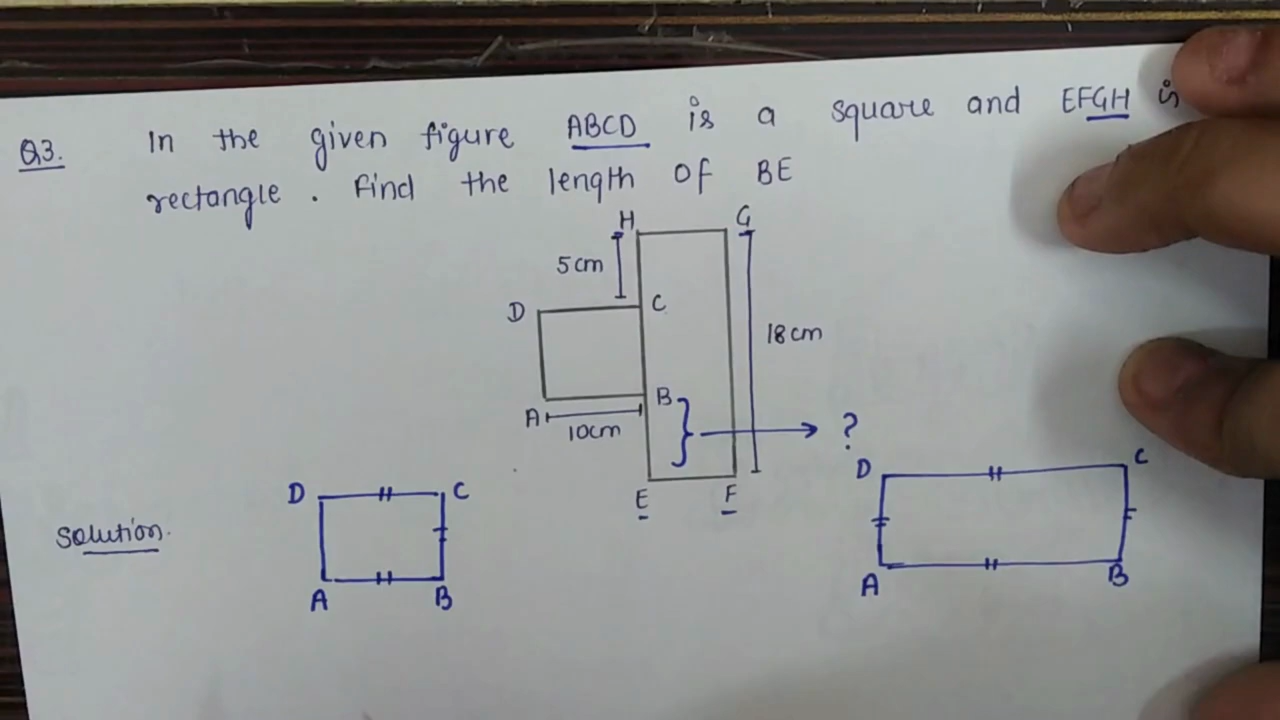 Q3. In the given figure ABCD is a square and EFGH is
rectangle. Find the length of BE
H G
5cm
D C
18cm
A B
10cm
?
E F
D C
A B
Solution.
D C
A B